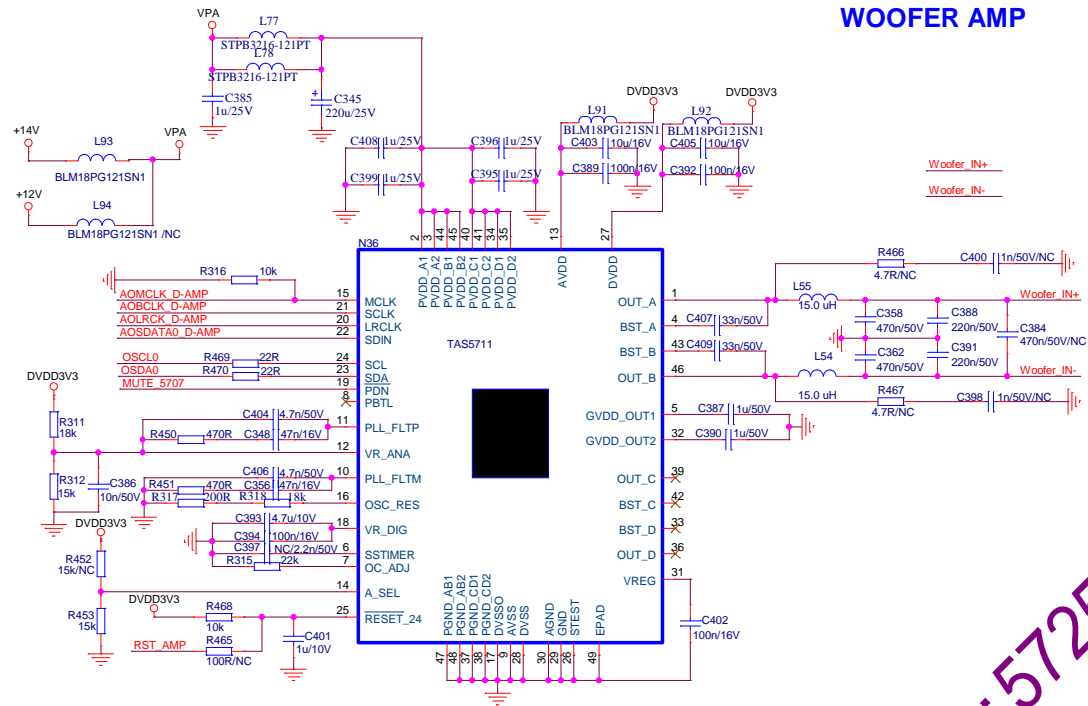 WOOFER AMP
VPA
L77
STPB3216-121PT
L78
STPB3216-121PT
C385
1u/25V
+
C345
220u/25V
+14V
L93
BLM18PG121SN1
VPA
+12V
L94
BLM18PG121SN1 /NC
C408
1u/25V
C399
1u/25V
C396
1u/25V
C395
1u/25V
L91
DVDD3V3
BLM18PG121SN1
C403
10u/16V
C389
100n/16V
L92
DVDD3V3
BLM18PG121SN1
C405
10u/16V
C392
100n/16V
Woofer_IN+
Woofer_IN-
N36
2
3
44
45
40
41
34
35
13
27
PVDD_A1
PVDD_A2
PVDD_B1
PVDD_B2
PVDD_C1
PVDD_C2
PVDD_D1
PVDD_D2
AVDD
DVDD
TAS5711
R316
10k
AOMCLK_D-AMP
15
MCLK
AOBCLK_D-AMP
21
SCLK
AOLRCK_D-AMP
20
LRCLK
AOSDATA0_D-AMP
22
SDIN
OSCL0
R469
22R
24
SCL
OSDA0
R470
22R
23
SDA
MUTE_5707
19
PDN
8
PBTL
DVDD3V3
R311
18k
R312
15k
C386
10n/50V
C404
4.7n/50V
R450
470R
C348
47n/16V
11
PLL_FLTP
12
VR_ANA
C406
4.7n/50V
R451
470R
C356
47n/16V
10
PLL_FLTM
R317
200R
R318
18k
16
OSC_RES
C393
4.7u/10V
C394
100n/16V
18
VR_DIG
C397
NC/2.2n/50V
6
SSTIMER
R315
22k
7
OC_ADJ
DVDD3V3
R452
15k/NC
R453
15k
14
A_SEL
DVDD3V3
R468
10k
25
RESET_24
RST_AMP
R465
100R/NC
C401
1u/10V
1
OUT_A
4
BST_A
C407
33n/50V
43
BST_B
C409
33n/50V
46
OUT_B
R466
4.7R/NC
C400
1n/50V/NC
L55
15.0 uH
Woofer_IN+
C358
470n/50V
C388
220n/50V
C384
470n/50V/NC
C362
470n/50V
C391
220n/50V
L54
15.0 uH
Woofer_IN-
R467
4.7R/NC
C398
1n/50V/NC
5
GVDD_OUT1
C387
1u/50V
32
GVDD_OUT2
C390
1u/50V
39
OUT_C
42
BST_C
33
BST_D
36
OUT_D
31
VREG
C402
100n/16V
PGND_AB1
PGND_AB2
PGND_CD1
PGND_CD2
DVSSO
AVSS
DVSS
AGND
GND
STEST
EPAD
47
48
37
38
17
9
28
30
29
26
49